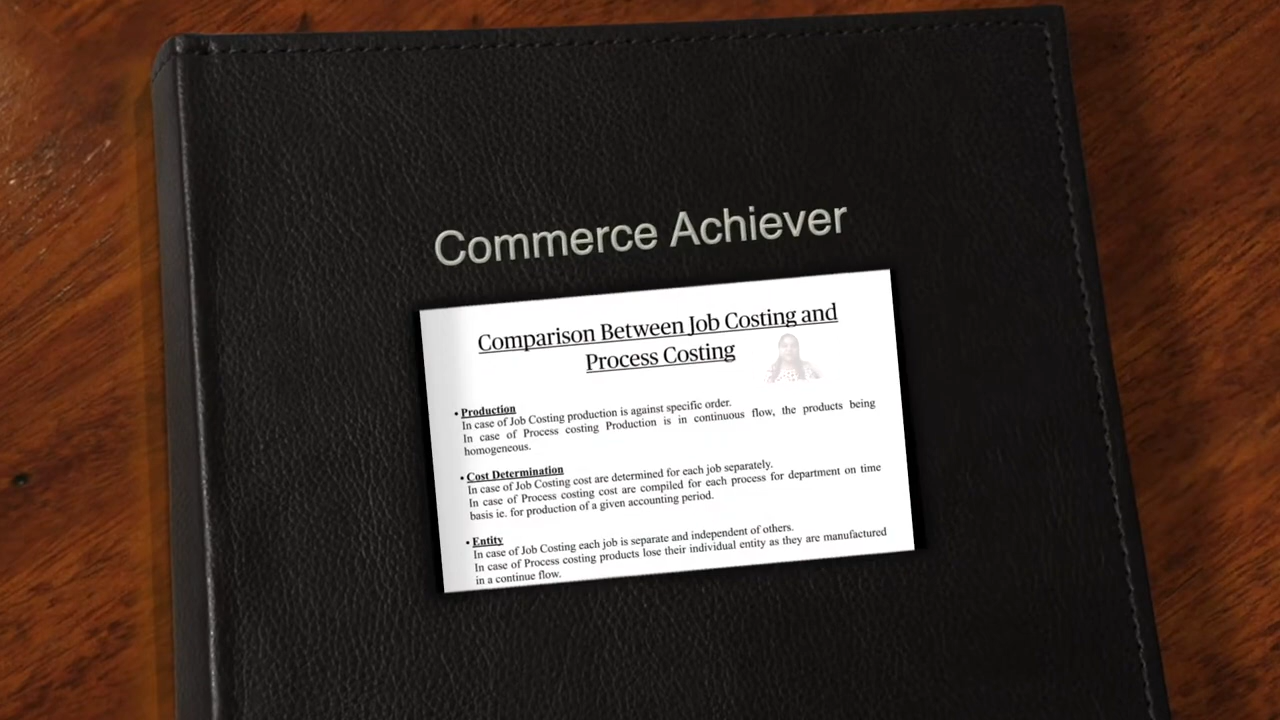 Commerce Achiever
Comparison Between Job Costing and
Process Costing
• Production
In case of Job Costing production is against specific order.
In case of Process costing Production is in continuous flow, the products being
homogeneous.
• Cost Determination
In case of Job Costing cost are determined for each job separately.
In case of Process costing cost are compiled for each process for department on time
basis ie. for production of a given accounting period.
• Entity
In case of Job Costing each job is separate and independent of others.
In case of Process costing products lose their individual entity as they are manufactured
in a continue flow.